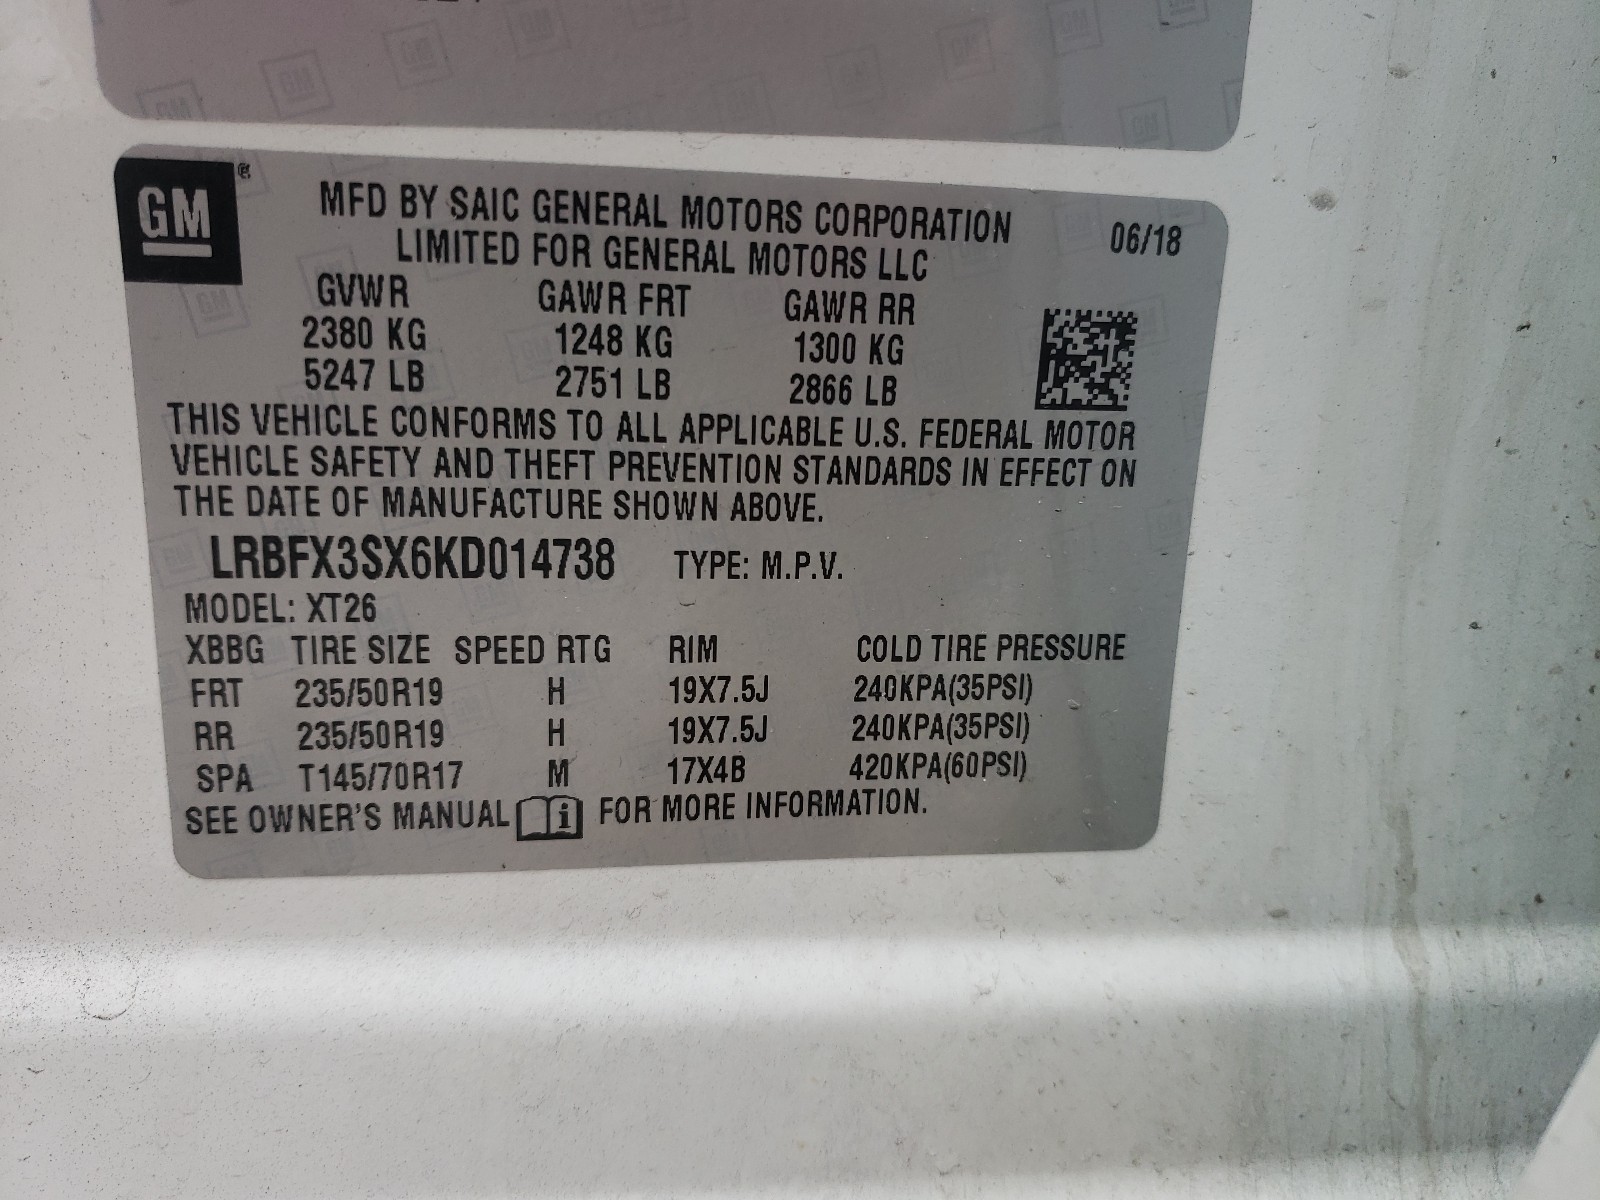 GM
MFD BY SAIC GENERAL MOTORS CORPORATION
LIMITED FOR GENERAL MOTORS LLC
06/18
GVWR GAWR FRT GAWR RR
2380 KG 1248 KG 1300 KG
5247 LB 2751 LB 2866 LB
THIS VEHICLE CONFORMS TO ALL APPLICABLE U.S. FEDERAL MOTOR
VEHICLE SAFETY AND THEFT PREVENTION STANDARDS IN EFFECT ON
THE DATE OF MANUFACTURE SHOWN ABOVE.
LRBFX3SX6KD014738 TYPE: M.P.V.
MODEL: XT26
XBBG TIRE SIZE SPEED RTG RIM COLD TIRE PRESSURE
FRT 235/50R19 H 19X7.5J 240KPA(35PSI)
RR 235/50R19 H 19X7.5J 240KPA(35PSI)
SPA T145/70R17 M 17X4B 420KPA(60PSI)
SEE OWNER'S MANUAL i FOR MORE INFORMATION.